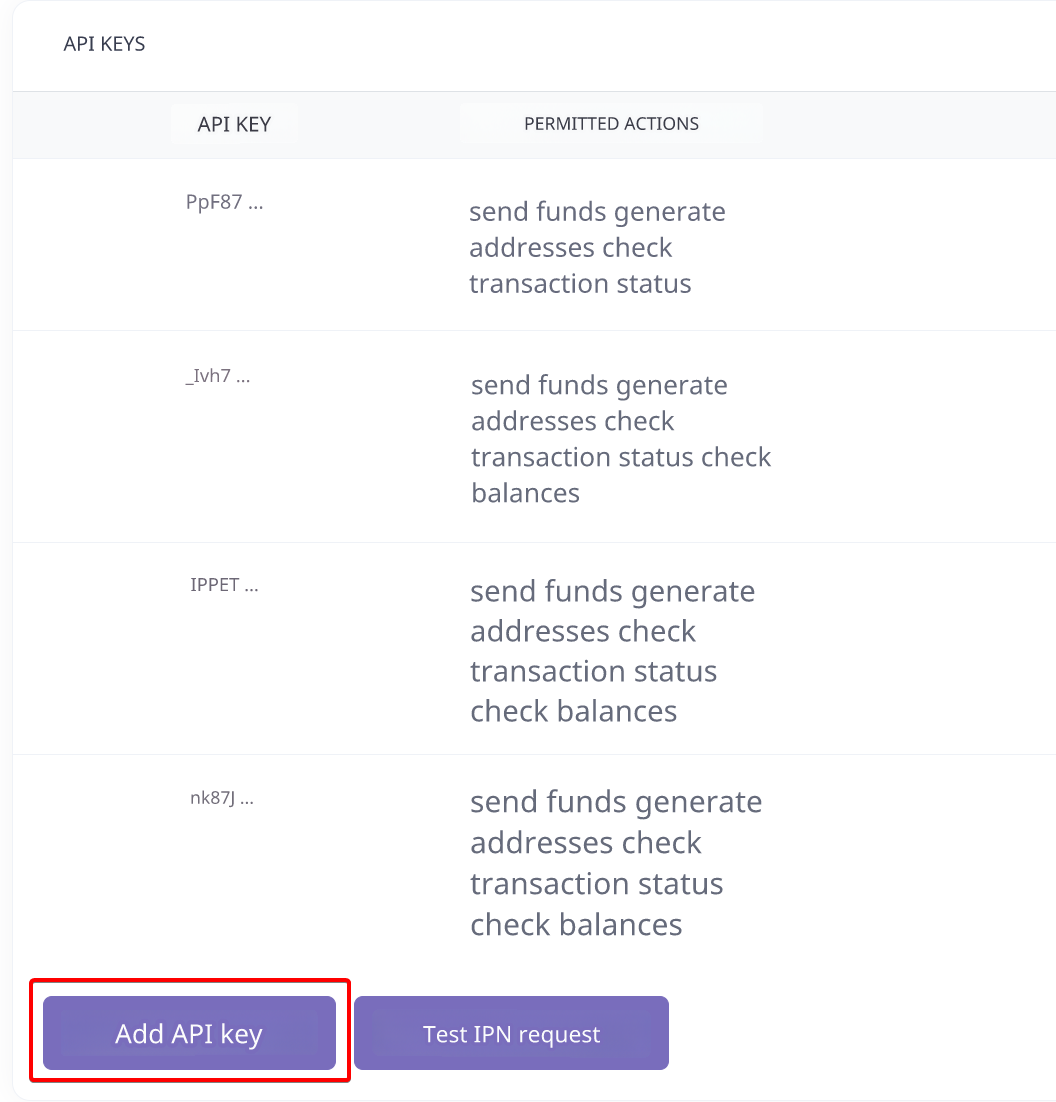 API KEYS
API KEY PERMITTED ACTIONS
PpF87 ...
send funds generate
addresses check
transaction status
_Ivh7 ...
send funds generate
addresses check
transaction status check
balances
IPPET ...
send funds generate
addresses check
transaction status
check balances
nk87J ...
send funds generate
addresses check
transaction status
check balances
Add API key Test IPN request